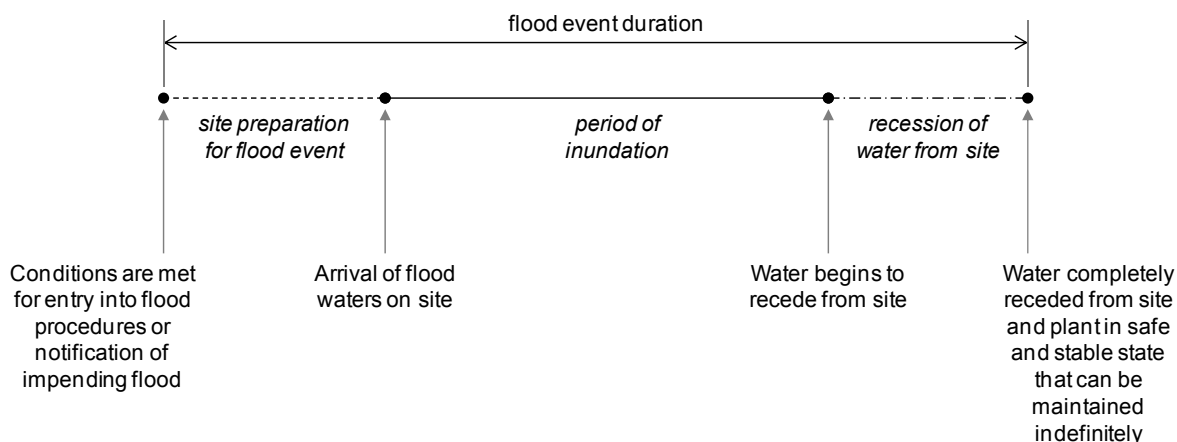 flood event duration
site preparation
for flood event
period of
inundation
recession of
water from site
Conditions are met
for entry into flood
procedures or
notification of
impending flood
Arrival of flood
waters on site
Water begins to
recede from site
Water completely
receded from site
and plant in safe
and stable state
that can be
maintained
indefinitely